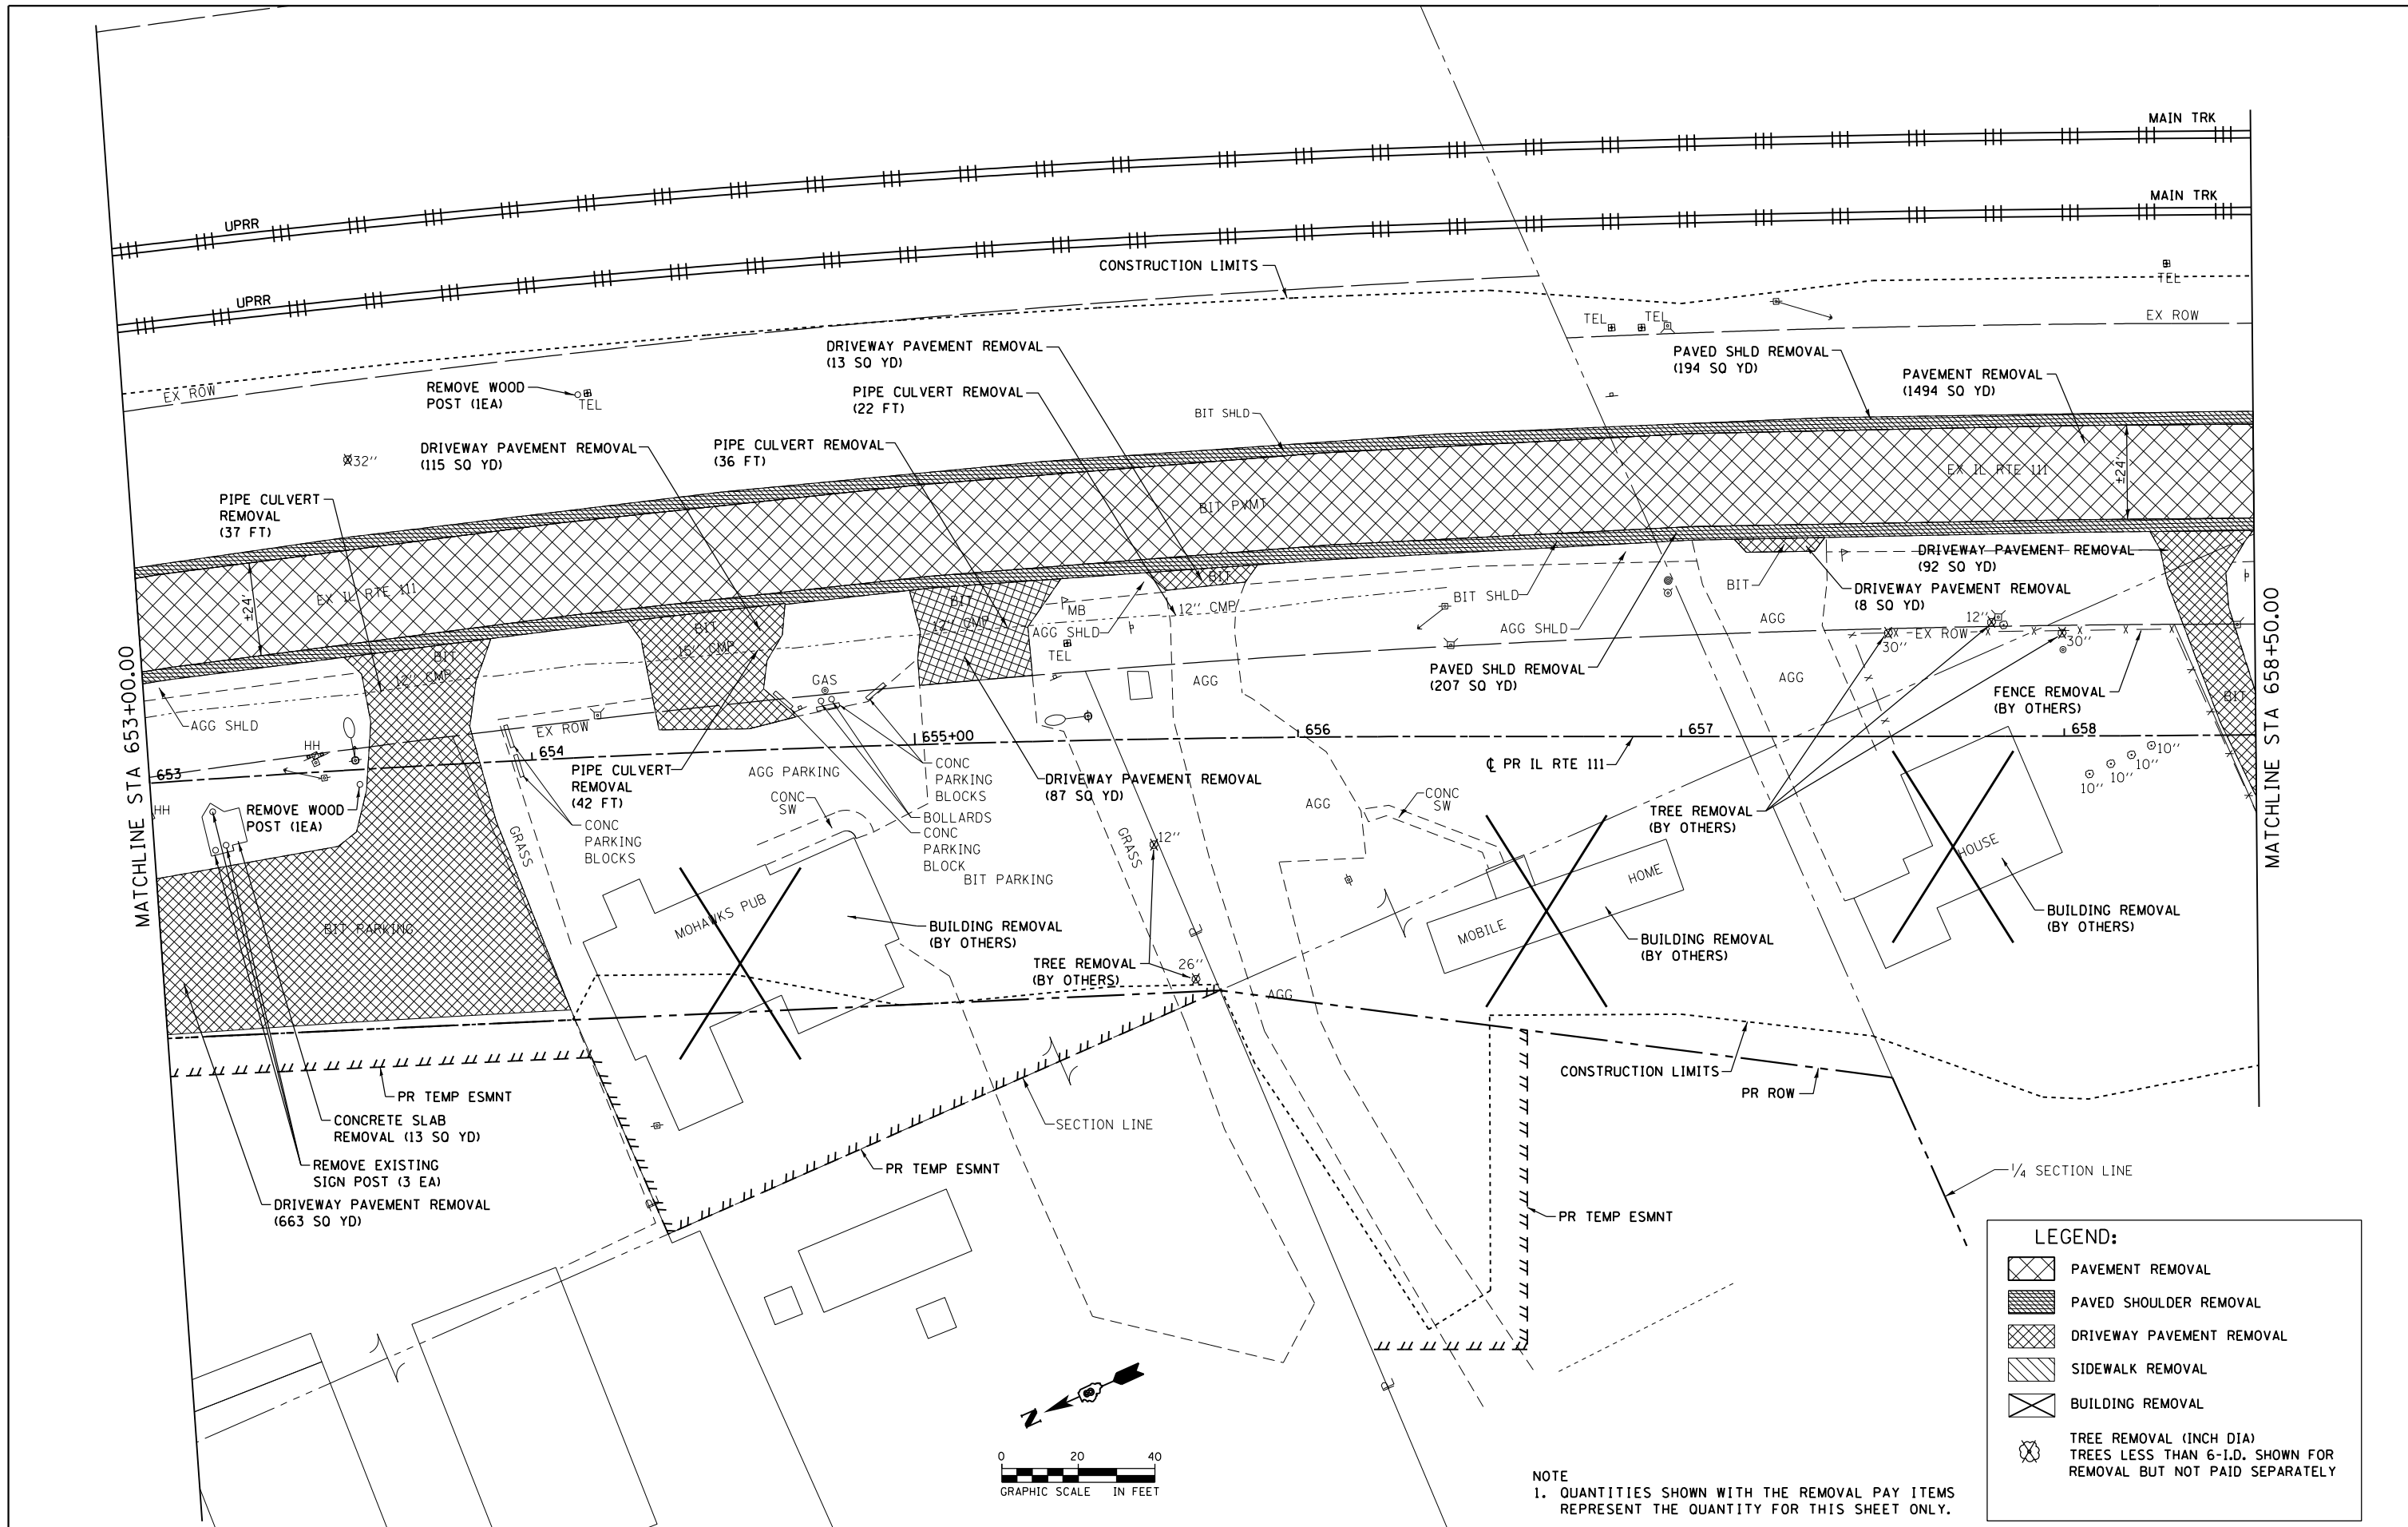 MAIN TRK
MAIN TRK
UPRR
UPRR
CONSTRUCTION LIMITS
TEL
TEL
TEL
EX ROW
EX ROW
DRIVEWAY PAVEMENT REMOVAL
(13 SQ YD)
PAVED SHLD REMOVAL
(194 SQ YD)
PAVEMENT REMOVAL
(1494 SQ YD)
REMOVE WOOD
POST (1EA)
TEL
PIPE CULVERT REMOVAL
(22 FT)
BIT SHLD
32"
DRIVEWAY PAVEMENT REMOVAL
(115 SQ YD)
PIPE CULVERT REMOVAL
(36 FT)
EX IL RTE 111
±24'
PIPE CULVERT
REMOVAL
(37 FT)
BIT PVMT
EX IL RTE 111
±24'
BIT
12" CMP
BIT
15" CMP
BIT
12" CMP
MB
BIT
12" CMP
AGG SHLD
TEL
BIT SHLD
AGG SHLD
BIT
DRIVEWAY PAVEMENT REMOVAL
(92 SQ YD)
DRIVEWAY PAVEMENT REMOVAL
(8 SQ YD)
AGG
12"
EX ROW
30"
30"
AGG
PAVED SHLD REMOVAL
(207 SQ YD)
AGG
FENCE REMOVAL
(BY OTHERS)
BIT
AGG SHLD
GAS
EX ROW
HH
HH
653
654
655+00
656
657
658
MATCHLINE STA 653+00.00
MATCHLINE STA 658+50.00
REMOVE WOOD
POST (1EA)
PIPE CULVERT
REMOVAL
(42 FT)
CONC
PARKING
BLOCKS
GRASS
AGG PARKING
CONC
SW
CONC
PARKING
BLOCKS
BOLLARDS
CONC
PARKING
BLOCK
BIT PARKING
DRIVEWAY PAVEMENT REMOVAL
(87 SQ YD)
GRASS
12"
℄ PR IL RTE 111
AGG
CONC
SW
TREE REMOVAL
(BY OTHERS)
10"
10"
10"
10"
HOUSE
HOME
MOBILE
MOHAWKS PUB
BUILDING REMOVAL
(BY OTHERS)
BUILDING REMOVAL
(BY OTHERS)
BUILDING REMOVAL
(BY OTHERS)
BIT PARKING
TREE REMOVAL
(BY OTHERS)
26"
AGG
CONSTRUCTION LIMITS
PR ROW
PR TEMP ESMNT
CONCRETE SLAB
REMOVAL (13 SQ YD)
REMOVE EXISTING
SIGN POST (3 EA)
DRIVEWAY PAVEMENT REMOVAL
(663 SQ YD)
SECTION LINE
PR TEMP ESMNT
1/4 SECTION LINE
PR TEMP ESMNT
N
0 20 40
GRAPHIC SCALE IN FEET
NOTE
1. QUANTITIES SHOWN WITH THE REMOVAL PAY ITEMS
REPRESENT THE QUANTITY FOR THIS SHEET ONLY.
LEGEND:
PAVEMENT REMOVAL
PAVED SHOULDER REMOVAL
DRIVEWAY PAVEMENT REMOVAL
SIDEWALK REMOVAL
BUILDING REMOVAL
TREE REMOVAL (INCH DIA)
TREES LESS THAN 6-I.D. SHOWN FOR
REMOVAL BUT NOT PAID SEPARATELY